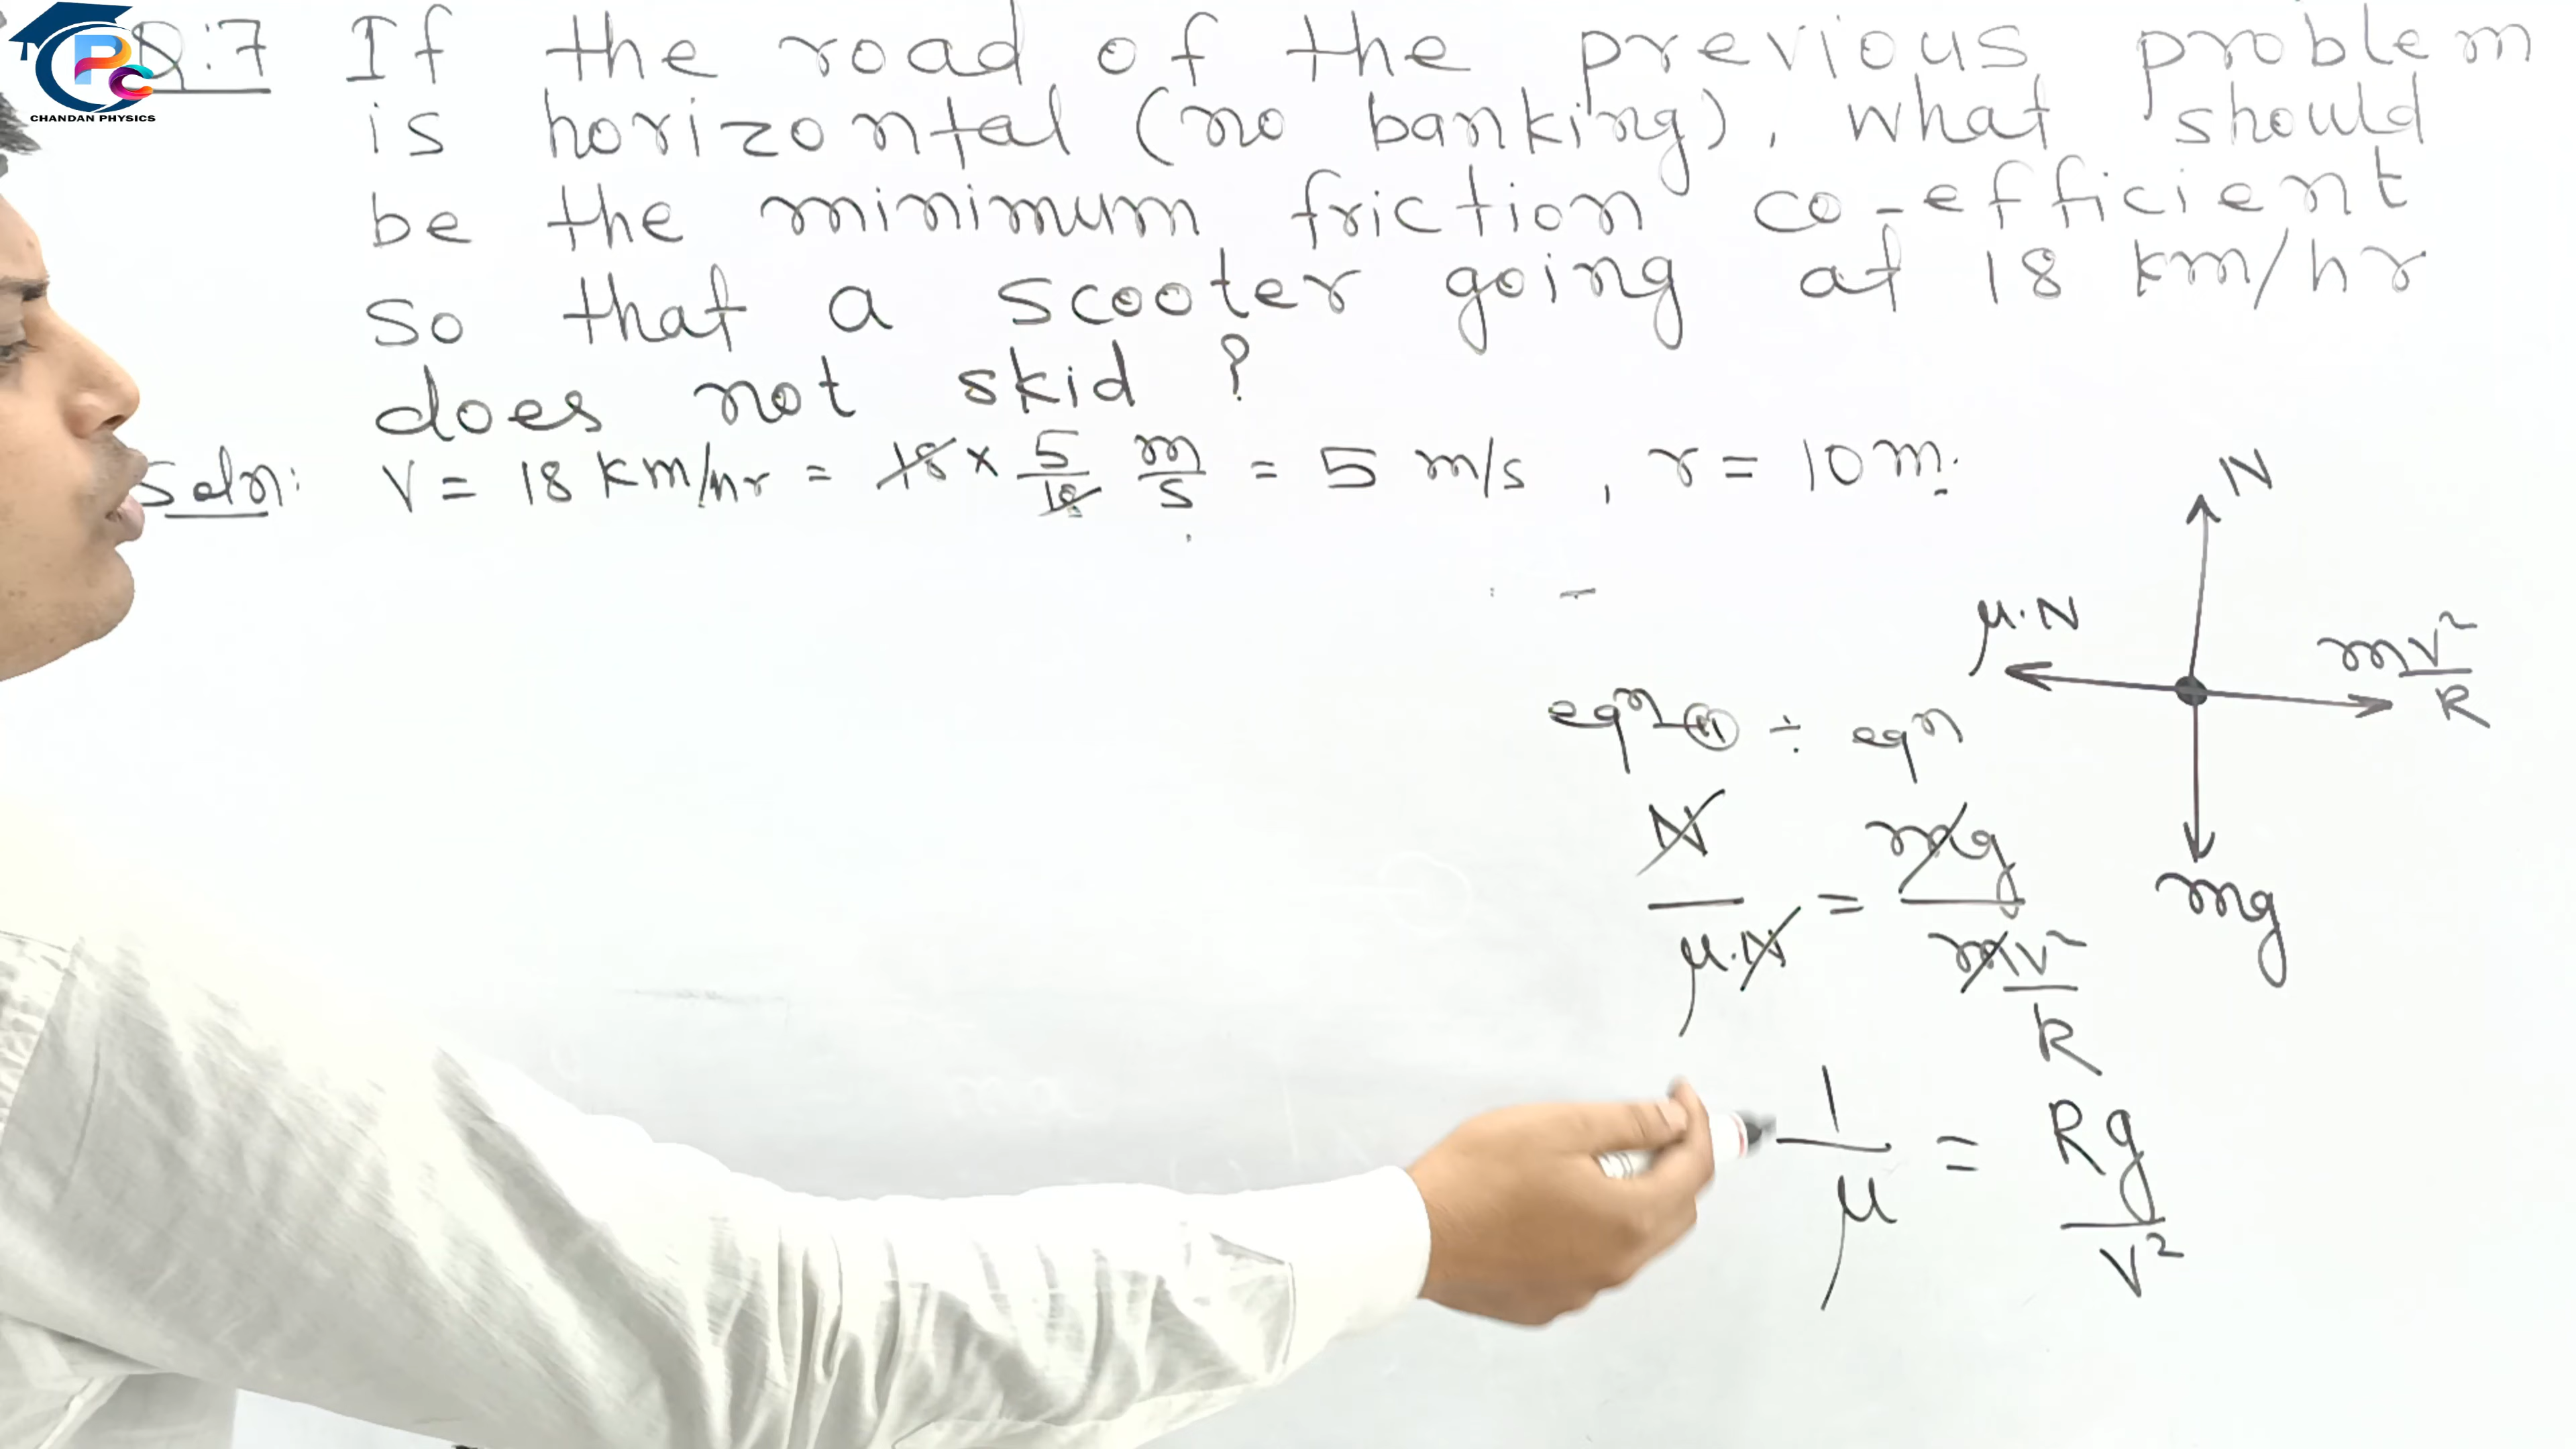 PC
CHANDAN PHYSICS
Q:7 If the road of the previous problem
is horizontal (no banking), what should
be the minimum friction co-efficient
so that a scooter going at 18 km/hr
does not skid ?
Soln: V = 18 km/hr = 18 × 5/18 m/s = 5 m/s , r = 10 m.
N
μ.N
mv²/R
mg
eqⁿ-(ii) ÷ eqⁿ
N/μ.N = mg/(mv²/R)
1/μ = Rg/v²